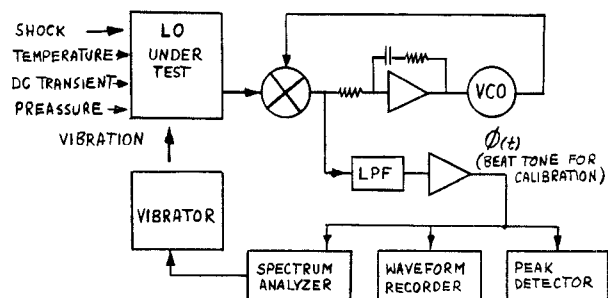 SHOCK
TEMPERATURE
DC TRANSIENT
PREASSURE
VIBRATION
LO
UNDER
TEST
VCO
ϕ(t)
(BEAT TONE FOR
CALIBRATION)
LPF
VIBRATOR
SPECTRUM
ANALYZER
WAVEFORM
RECORDER
PEAK
DETECTOR